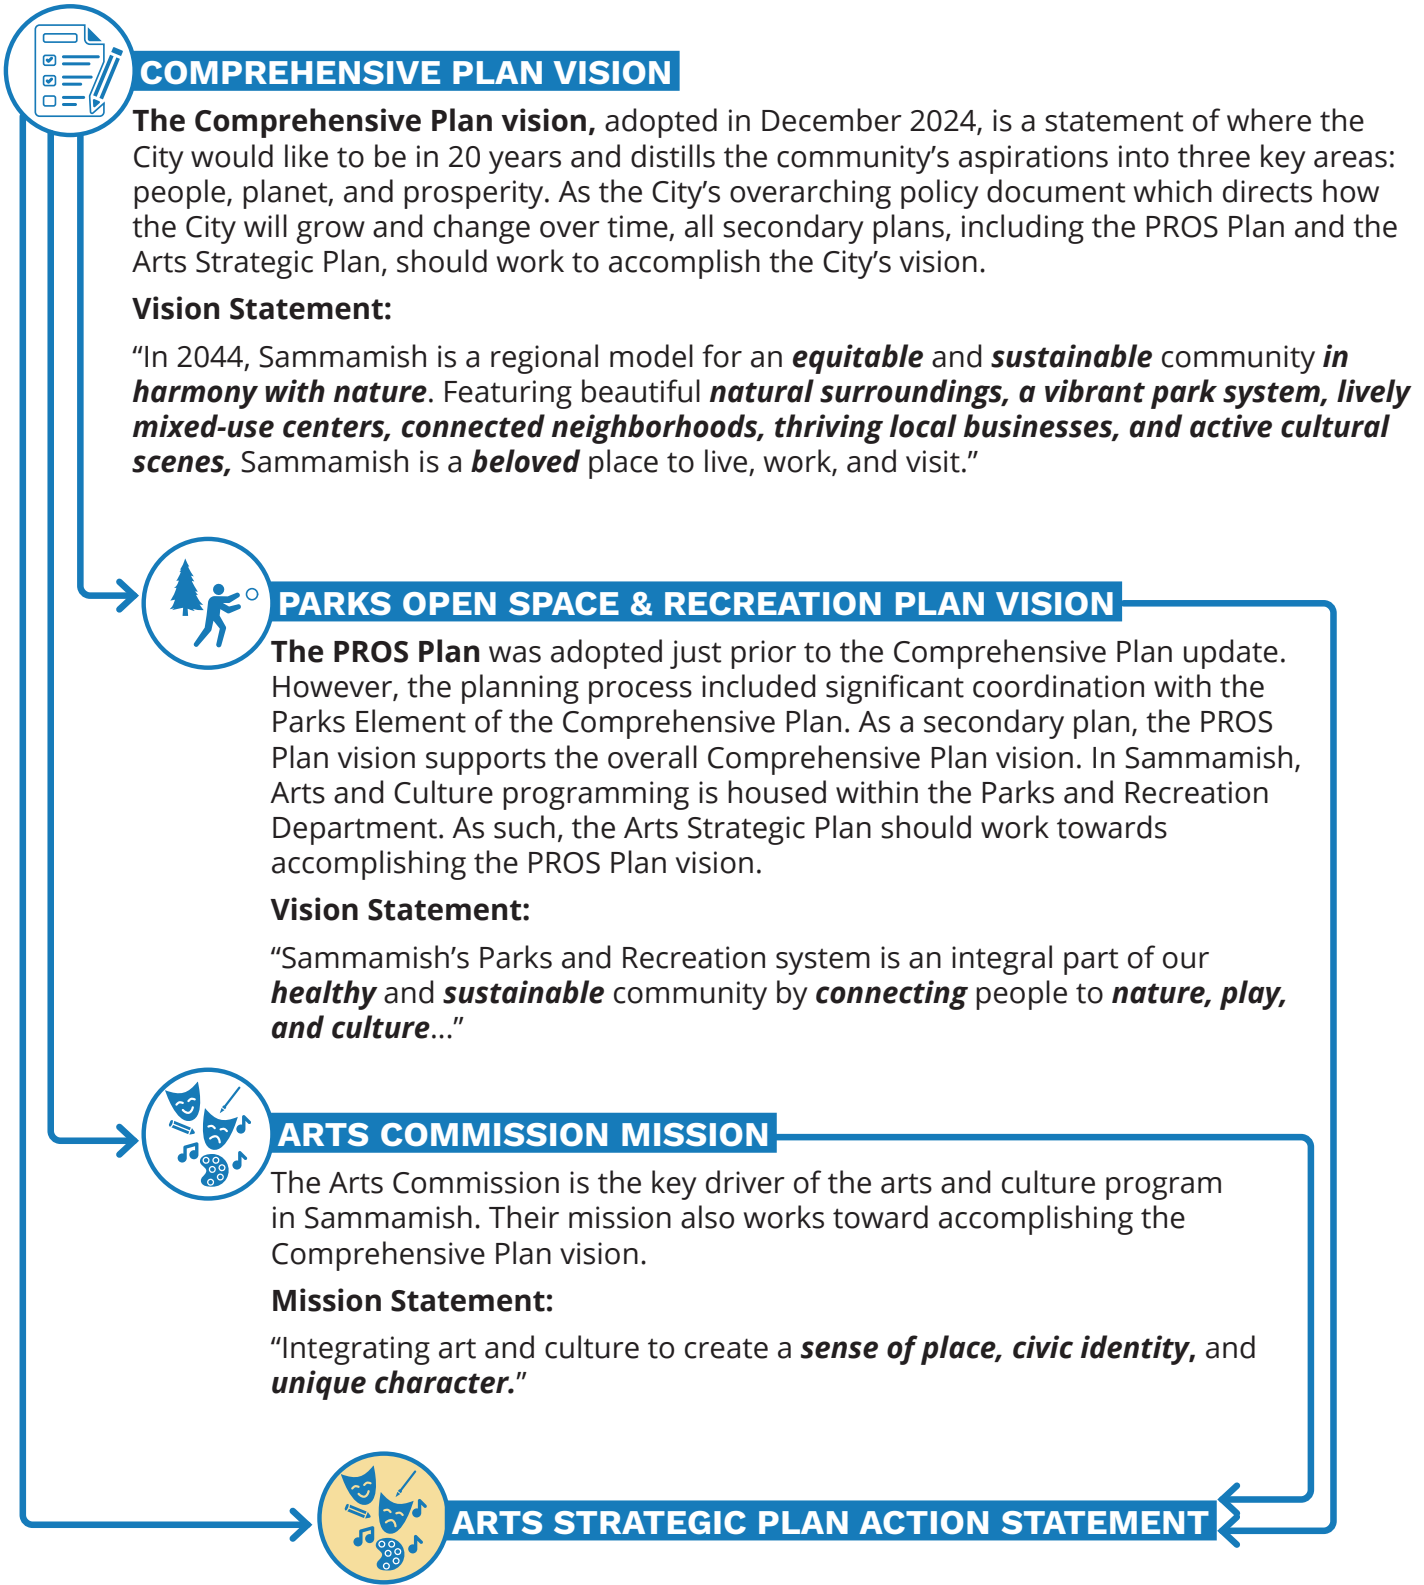 COMPREHENSIVE PLAN VISION
The Comprehensive Plan vision, adopted in December 2024, is a statement of where the
City would like to be in 20 years and distills the community’s aspirations into three key areas:
people, planet, and prosperity. As the City’s overarching policy document which directs how
the City will grow and change over time, all secondary plans, including the PROS Plan and the
Arts Strategic Plan, should work to accomplish the City’s vision.
Vision Statement:
“In 2044, Sammamish is a regional model for an equitable and sustainable community in
harmony with nature. Featuring beautiful natural surroundings, a vibrant park system, lively
mixed-use centers, connected neighborhoods, thriving local businesses, and active cultural
scenes, Sammamish is a beloved place to live, work, and visit.”
PARKS OPEN SPACE & RECREATION PLAN VISION
The PROS Plan was adopted just prior to the Comprehensive Plan update.
However, the planning process included significant coordination with the
Parks Element of the Comprehensive Plan. As a secondary plan, the PROS
Plan vision supports the overall Comprehensive Plan vision. In Sammamish,
Arts and Culture programming is housed within the Parks and Recreation
Department. As such, the Arts Strategic Plan should work towards
accomplishing the PROS Plan vision.
Vision Statement:
“Sammamish’s Parks and Recreation system is an integral part of our
healthy and sustainable community by connecting people to nature, play,
and culture...”
ARTS COMMISSION MISSION
The Arts Commission is the key driver of the arts and culture program
in Sammamish. Their mission also works toward accomplishing the
Comprehensive Plan vision.
Mission Statement:
“Integrating art and culture to create a sense of place, civic identity, and
unique character.”
ARTS STRATEGIC PLAN ACTION STATEMENT